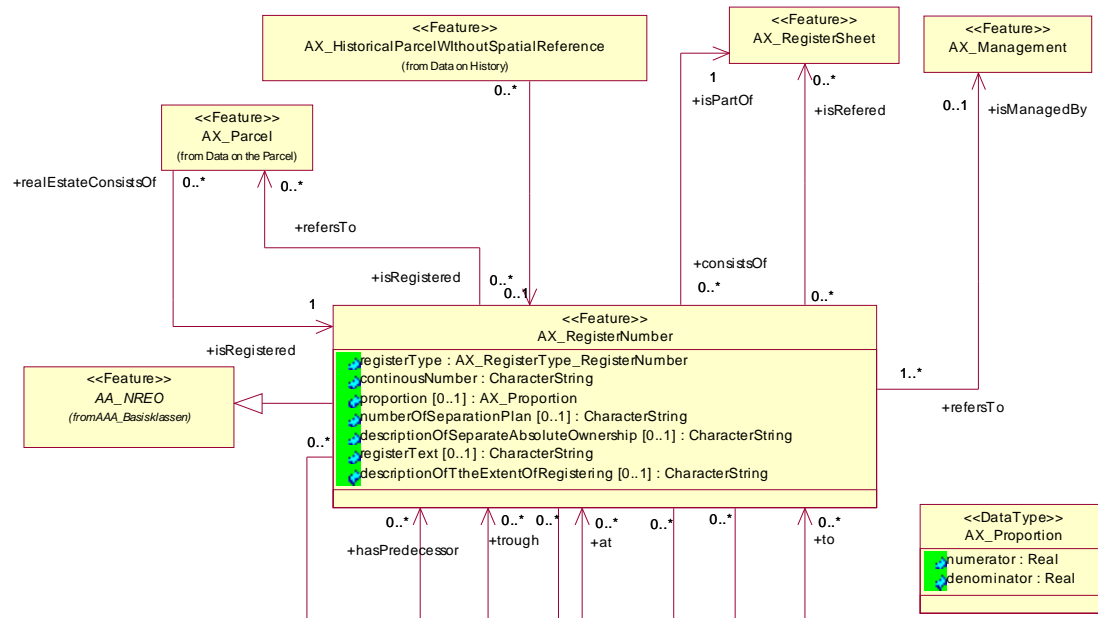 <<Feature>>
AX_HistoricalParcelWIthoutSpatialReference
(from Data on History)
<<Feature>>
AX_RegisterSheet
<<Feature>>
AX_Management
0..*
1
0..*
+isPartOf
+isRefered
0..1
+isManagedBy
<<Feature>>
AX_Parcel
(from Data on the Parcel)
+realEstateConsistsOf
0..*
0..*
+refersTo
+isRegistered
0..*
0..1
+consistsOf
0..*
0..*
1
+isRegistered
<<Feature>>
AX_RegisterNumber
registerType : AX_RegisterType_RegisterNumber
continousNumber : CharacterString
proportion [0..1] : AX_Proportion
numberOfSeparationPlan [0..1] : CharacterString
descriptionOfSeparateAbsoluteOwnership [0..1] : CharacterString
registerText [0..1] : CharacterString
descriptionOfTtheExtentOfRegistering [0..1] : CharacterString
1..*
+refersTo
<<Feature>>
AA_NREO
(fromAAA_Basisklassen)
0..*
0..*
+hasPredecessor
0..*
+trough
0..*
0..*
+at
0..*
0..*
0..*
+to
<<DataType>>
AX_Proportion
numerator : Real
denominator : Real